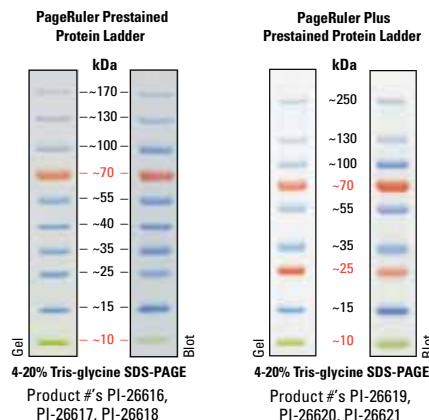 PageRuler Prestained
Protein Ladder
kDa
~170
~130
~100
~70
~55
~40
~35
~25
~15
~10
Gel
Blot
4-20% Tris-glycine SDS-PAGE
Product #'s PI-26616,
PI-26617, PI-26618
PageRuler Plus
Prestained Protein Ladder
kDa
~250
~130
~100
~70
~55
~35
~25
~15
~10
Gel
Blot
4-20% Tris-glycine SDS-PAGE
Product #'s PI-26619,
PI-26620, PI-26621